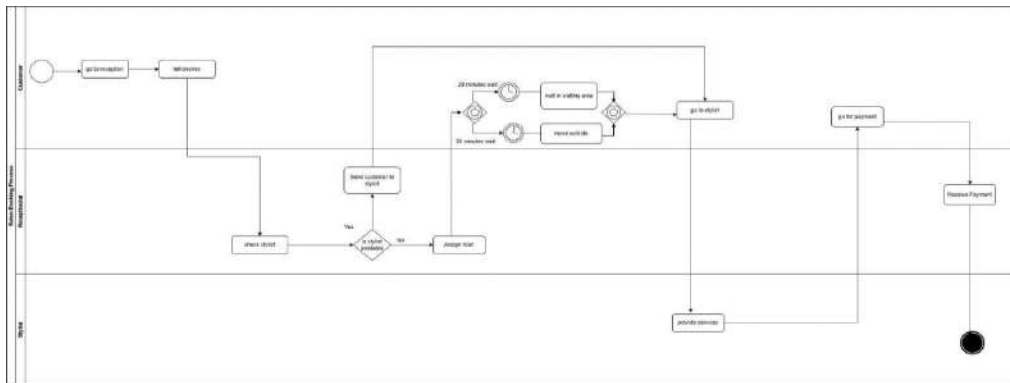 Salon Booking Process
Customer
Receptionist
Stylist
go to reception
tell name
20 minutes wait
wait in waiting area
30 minutes wait
move outside
go to stylist
go for payment
Send customer to
stylist
Receive Payment
Yes
No
check stylist
is stylist
available
Assign
provide services